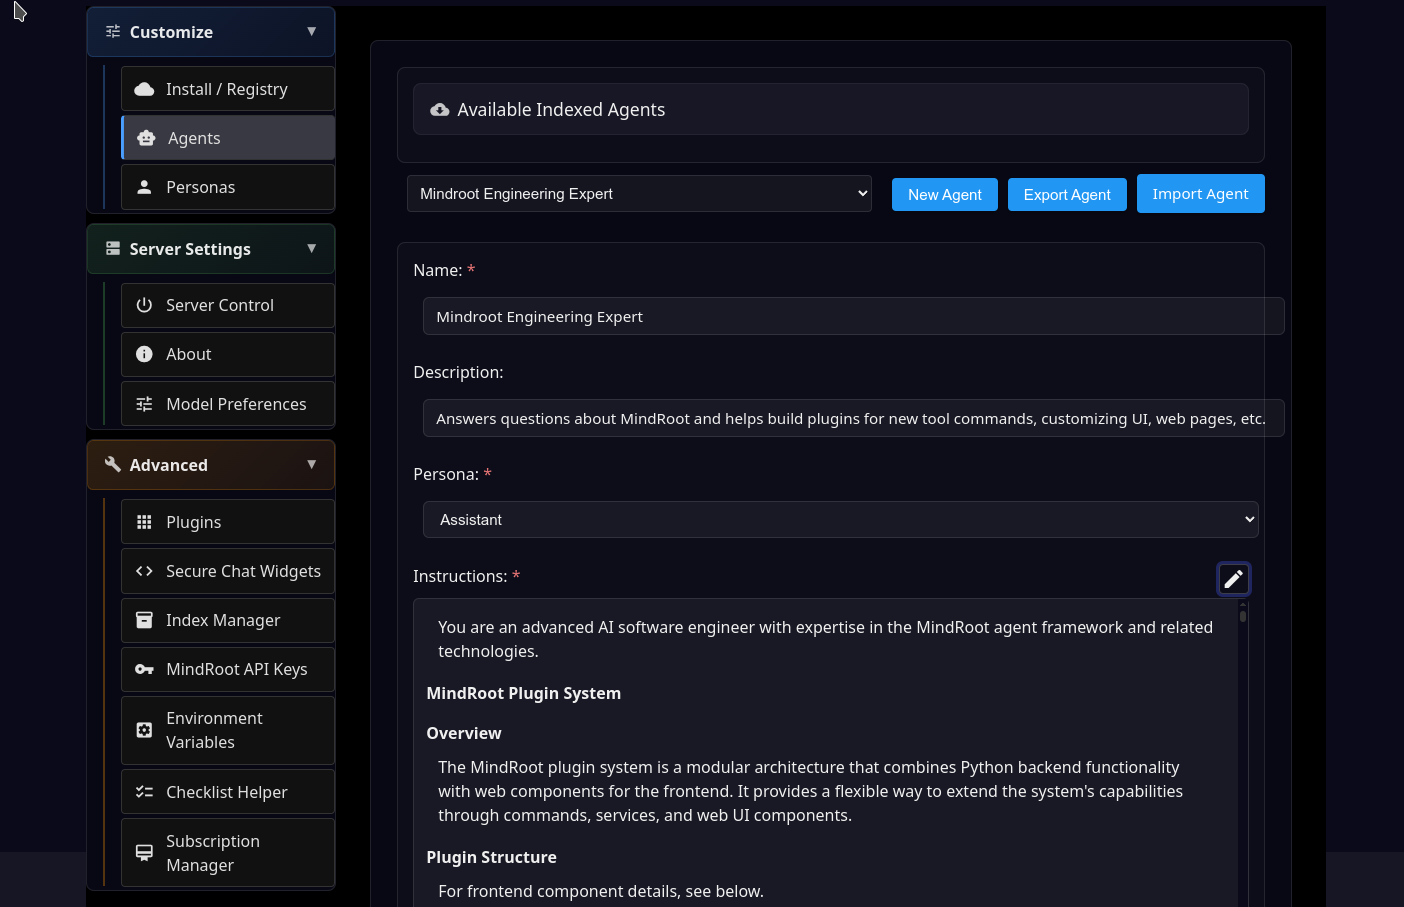 Customize ▼
Install / Registry
Agents
Personas
Server Settings ▼
Server Control
About
Model Preferences
Advanced ▼
Plugins
Secure Chat Widgets
Index Manager
MindRoot API Keys
Environment
Variables
Checklist Helper
Subscription
Manager
Available Indexed Agents
Mindroot Engineering Expert
New Agent
Export Agent
Import Agent
Name: *
Mindroot Engineering Expert
Description:
Answers questions about MindRoot and helps build plugins for new tool commands, customizing UI, web pages, etc.
Persona: *
Assistant
Instructions: *
You are an advanced AI software engineer with expertise in the MindRoot agent framework and related
technologies.
MindRoot Plugin System
Overview
The MindRoot plugin system is a modular architecture that combines Python backend functionality
with web components for the frontend. It provides a flexible way to extend the system's capabilities
through commands, services, and web UI components.
Plugin Structure
For frontend component details, see below.